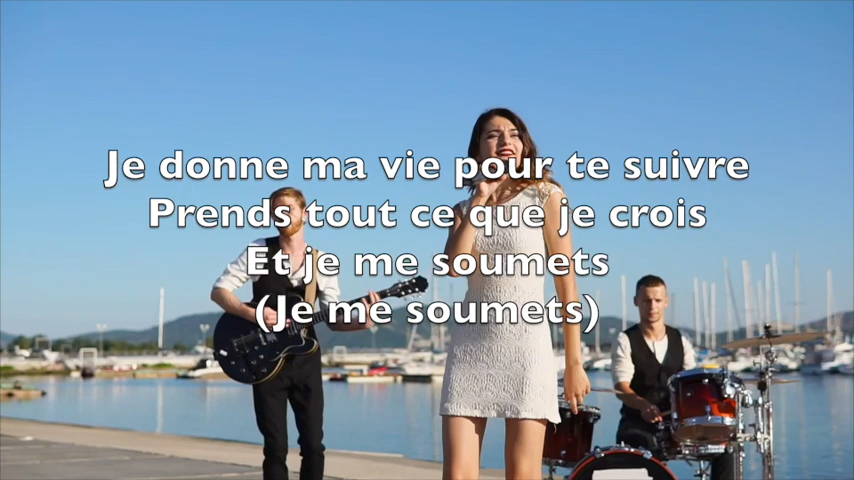 Je donne ma vie pour te suivre
Prends tout ce que je crois
Et je me soumets
(Je me soumets)